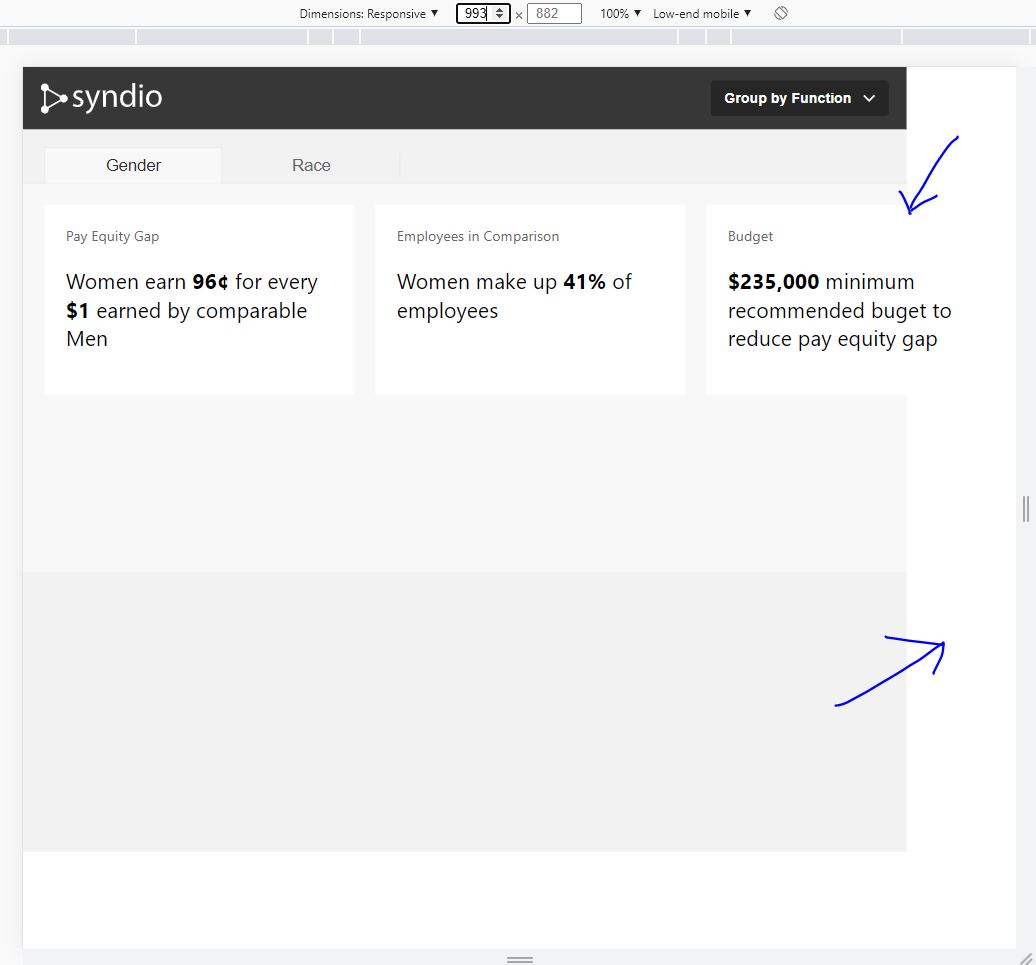 Dimensions: Responsive ▼ 993 × 882 100% ▼ Low-end mobile ▼
syndio Group by Function
Gender Race
Pay Equity Gap
Women earn 96¢ for every
$1 earned by comparable
Men
Employees in Comparison
Women make up 41% of
employees
Budget
$235,000 minimum
recommended buget to
reduce pay equity gap